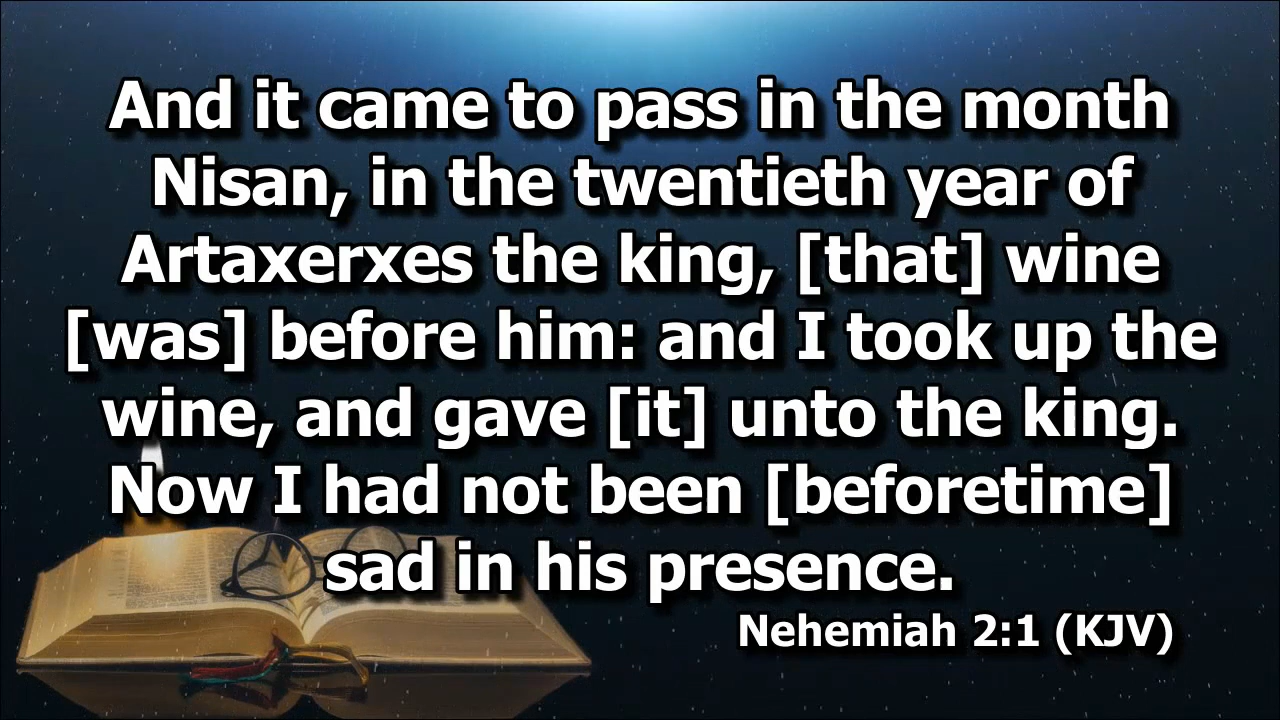 And it came to pass in the month
Nisan, in the twentieth year of
Artaxerxes the king, [that] wine
[was] before him: and I took up the
wine, and gave [it] unto the king.
Now I had not been [beforetime]
sad in his presence.
Nehemiah 2:1 (KJV)